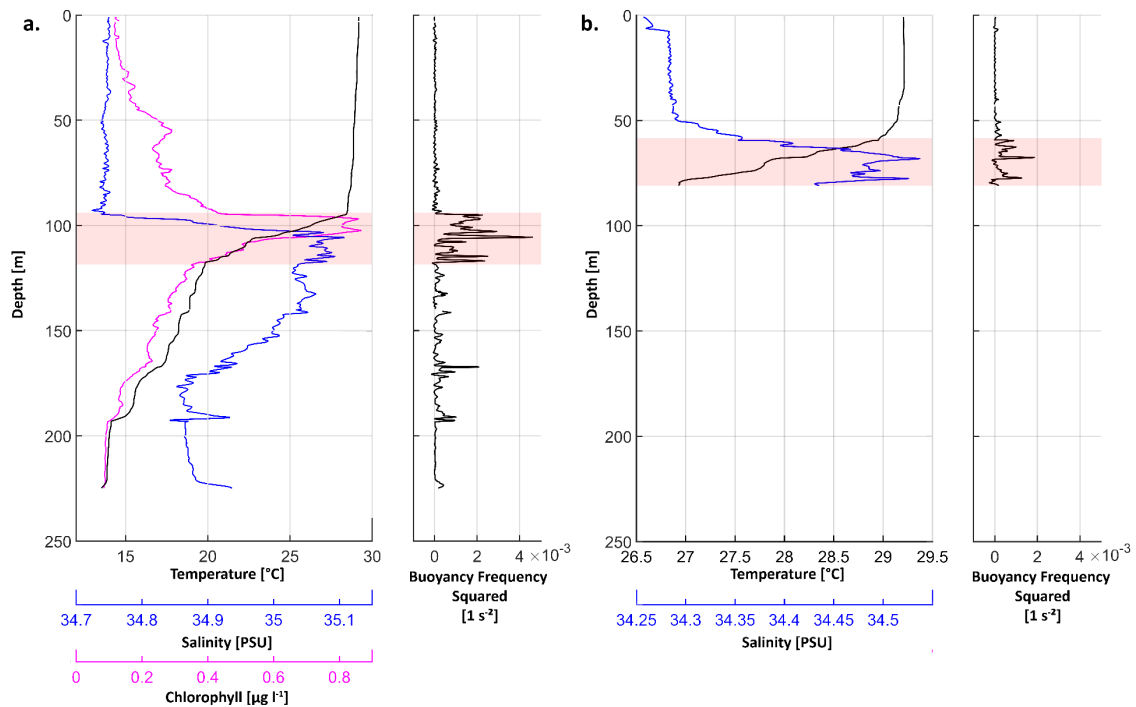 a.
0
50
100
150
200
250
Depth [m]
15 20 25 30
Temperature [°C]
34.7 34.8 34.9 35 35.1
Salinity [PSU]
0 0.2 0.4 0.6 0.8
Chlorophyll [µg l⁻¹]
0 2 4 ×10⁻³
Buoyancy Frequency
Squared
[1 s⁻²]
b.
0
50
100
150
200
250
Depth [m]
26.5 27 27.5 28 28.5 29 29.5
Temperature [°C]
34.25 34.3 34.35 34.4 34.45 34.5
Salinity [PSU]
0 2 4 ×10⁻³
Buoyancy Frequency
Squared
[1 s⁻²]